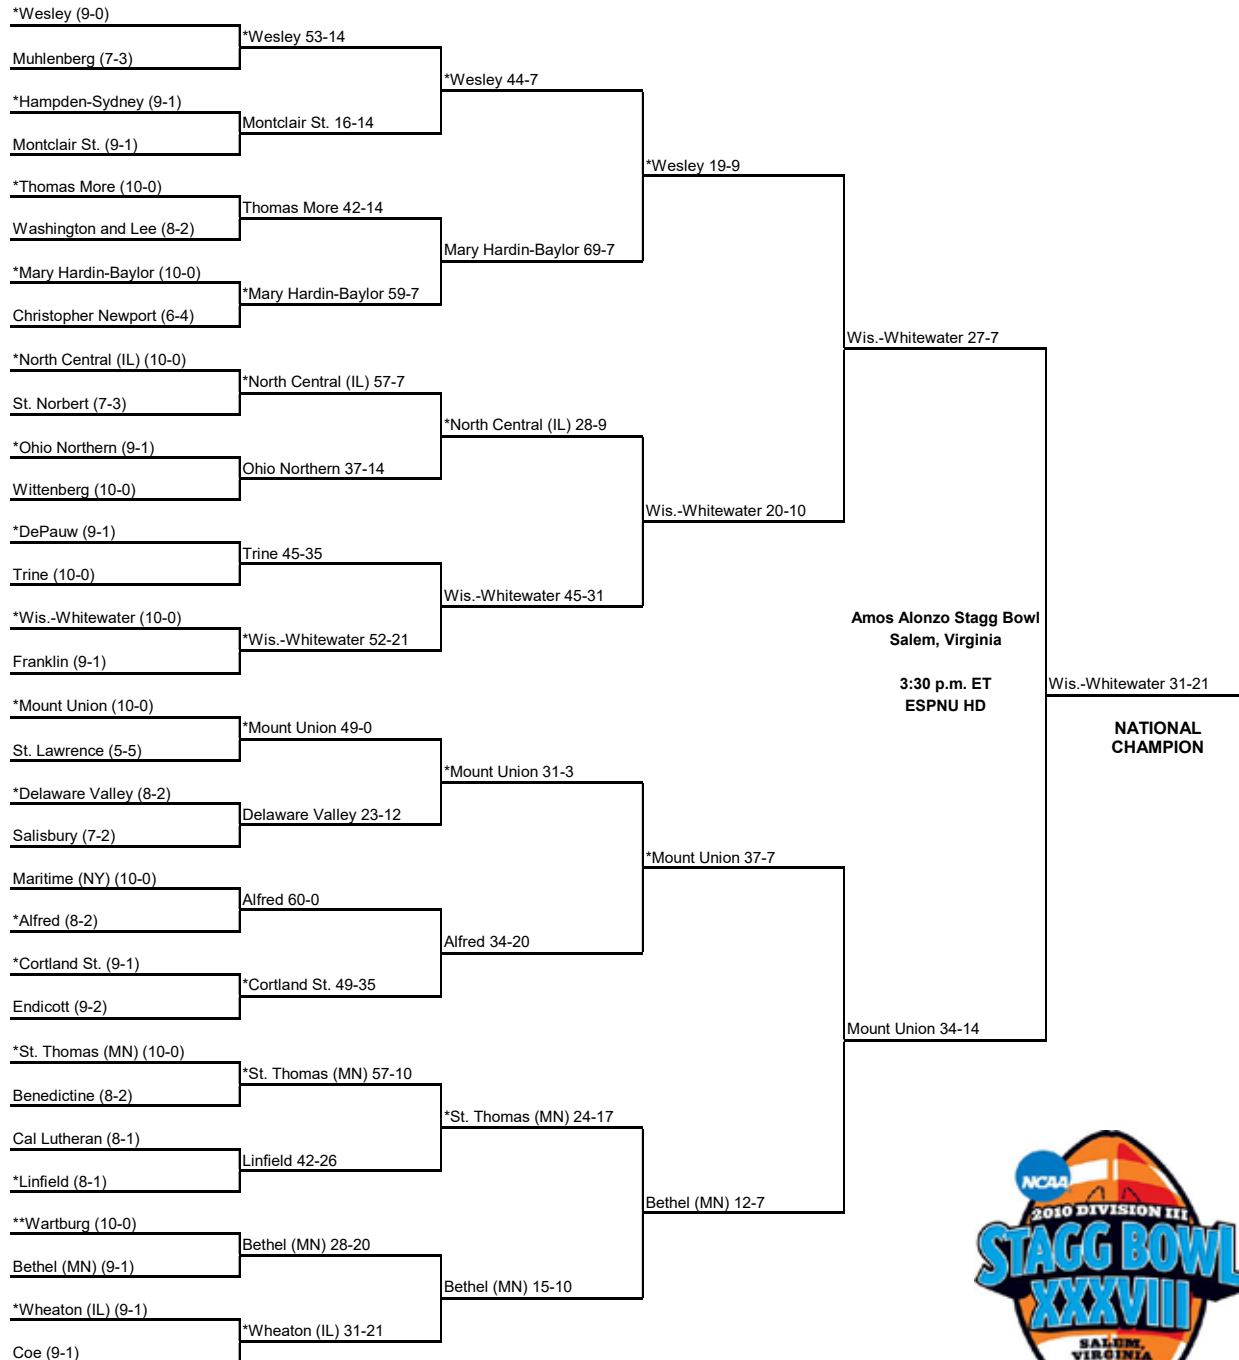 *Wesley (9-0)
Muhlenberg (7-3)
*Hampden-Sydney (9-1)
Montclair St. (9-1)
*Thomas More (10-0)
Washington and Lee (8-2)
*Mary Hardin-Baylor (10-0)
Christopher Newport (6-4)
*North Central (IL) (10-0)
St. Norbert (7-3)
*Ohio Northern (9-1)
Wittenberg (10-0)
*DePauw (9-1)
Trine (10-0)
*Wis.-Whitewater (10-0)
Franklin (9-1)
*Mount Union (10-0)
St. Lawrence (5-5)
*Delaware Valley (8-2)
Salisbury (7-2)
Maritime (NY) (10-0)
*Alfred (8-2)
*Cortland St. (9-1)
Endicott (9-2)
*St. Thomas (MN) (10-0)
Benedictine (8-2)
Cal Lutheran (8-1)
*Linfield (8-1)
**Wartburg (10-0)
Bethel (MN) (9-1)
*Wheaton (IL) (9-1)
Coe (9-1)
*Wesley 53-14
Montclair St. 16-14
Thomas More 42-14
*Mary Hardin-Baylor 59-7
*North Central (IL) 57-7
Ohio Northern 37-14
Trine 45-35
*Wis.-Whitewater 52-21
*Mount Union 49-0
Delaware Valley 23-12
Alfred 60-0
*Cortland St. 49-35
*St. Thomas (MN) 57-10
Linfield 42-26
Bethel (MN) 28-20
*Wheaton (IL) 31-21
*Wesley 44-7
Mary Hardin-Baylor 69-7
*North Central (IL) 28-9
Wis.-Whitewater 45-31
*Mount Union 31-3
Alfred 34-20
*St. Thomas (MN) 24-17
Bethel (MN) 15-10
*Wesley 19-9
Wis.-Whitewater 20-10
*Mount Union 37-7
Bethel (MN) 12-7
Wis.-Whitewater 27-7
Mount Union 34-14
Amos Alonzo Stagg Bowl
Salem, Virginia
3:30 p.m. ET
ESPNU HD
Wis.-Whitewater 31-21
NATIONAL
CHAMPION
NCAA
2010 DIVISION III
STAGG BOWL
XXXVIII
SALEM,
VIRGINIA